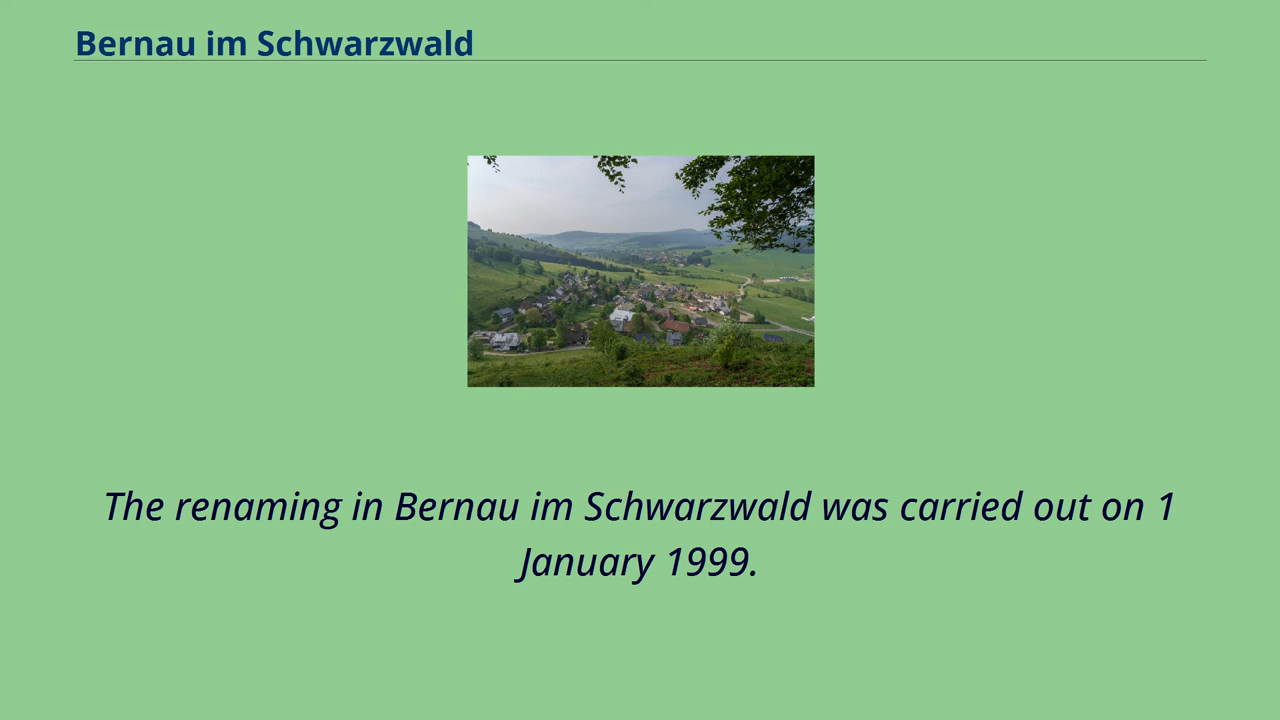 Bernau im Schwarzwald
The renaming in Bernau im Schwarzwald was carried out on 1
January 1999.